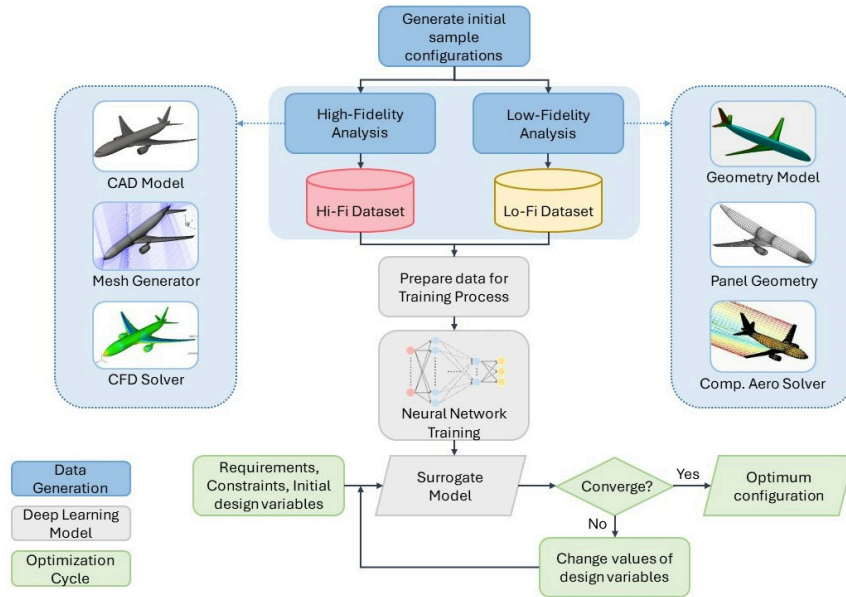 Generate initial
sample
configurations
High-Fidelity
Analysis
Low-Fidelity
Analysis
Hi-Fi Dataset
Lo-Fi Dataset
CAD Model
Mesh Generator
CFD Solver
Geometry Model
Panel Geometry
Comp. Aero Solver
Prepare data for
Training Process
Neural Network
Training
Requirements,
Constraints, Initial
design variables
Surrogate
Model
Converge?
Yes
Optimum
configuration
No
Change values of
design variables
Data
Generation
Deep Learning
Model
Optimization
Cycle